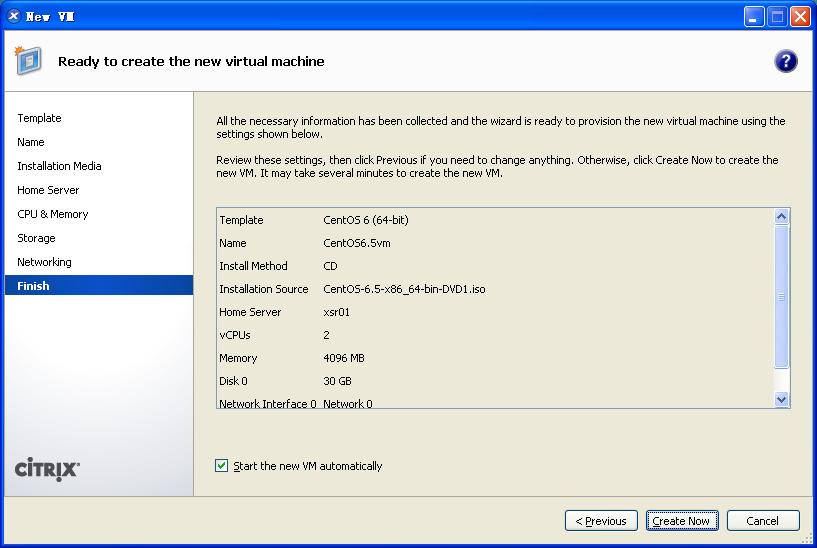 New VM
Ready to create the new virtual machine
?
Template
Name
Installation Media
Home Server
CPU & Memory
Storage
Networking
Finish
CITRIX
All the necessary information has been collected and the wizard is ready to provision the new virtual machine using the
settings shown below.
Review these settings, then click Previous if you need to change anything. Otherwise, click Create Now to create the
new VM. It may take several minutes to create the new VM.
Template CentOS 6 (64-bit)
Name CentOS6.5vm
Install Method CD
Installation Source CentOS-6.5-x86_64-bin-DVD1.iso
Home Server xsr01
vCPUs 2
Memory 4096 MB
Disk 0 30 GB
Network Interface 0 Network 0
Start the new VM automatically
< Previous Create Now Cancel